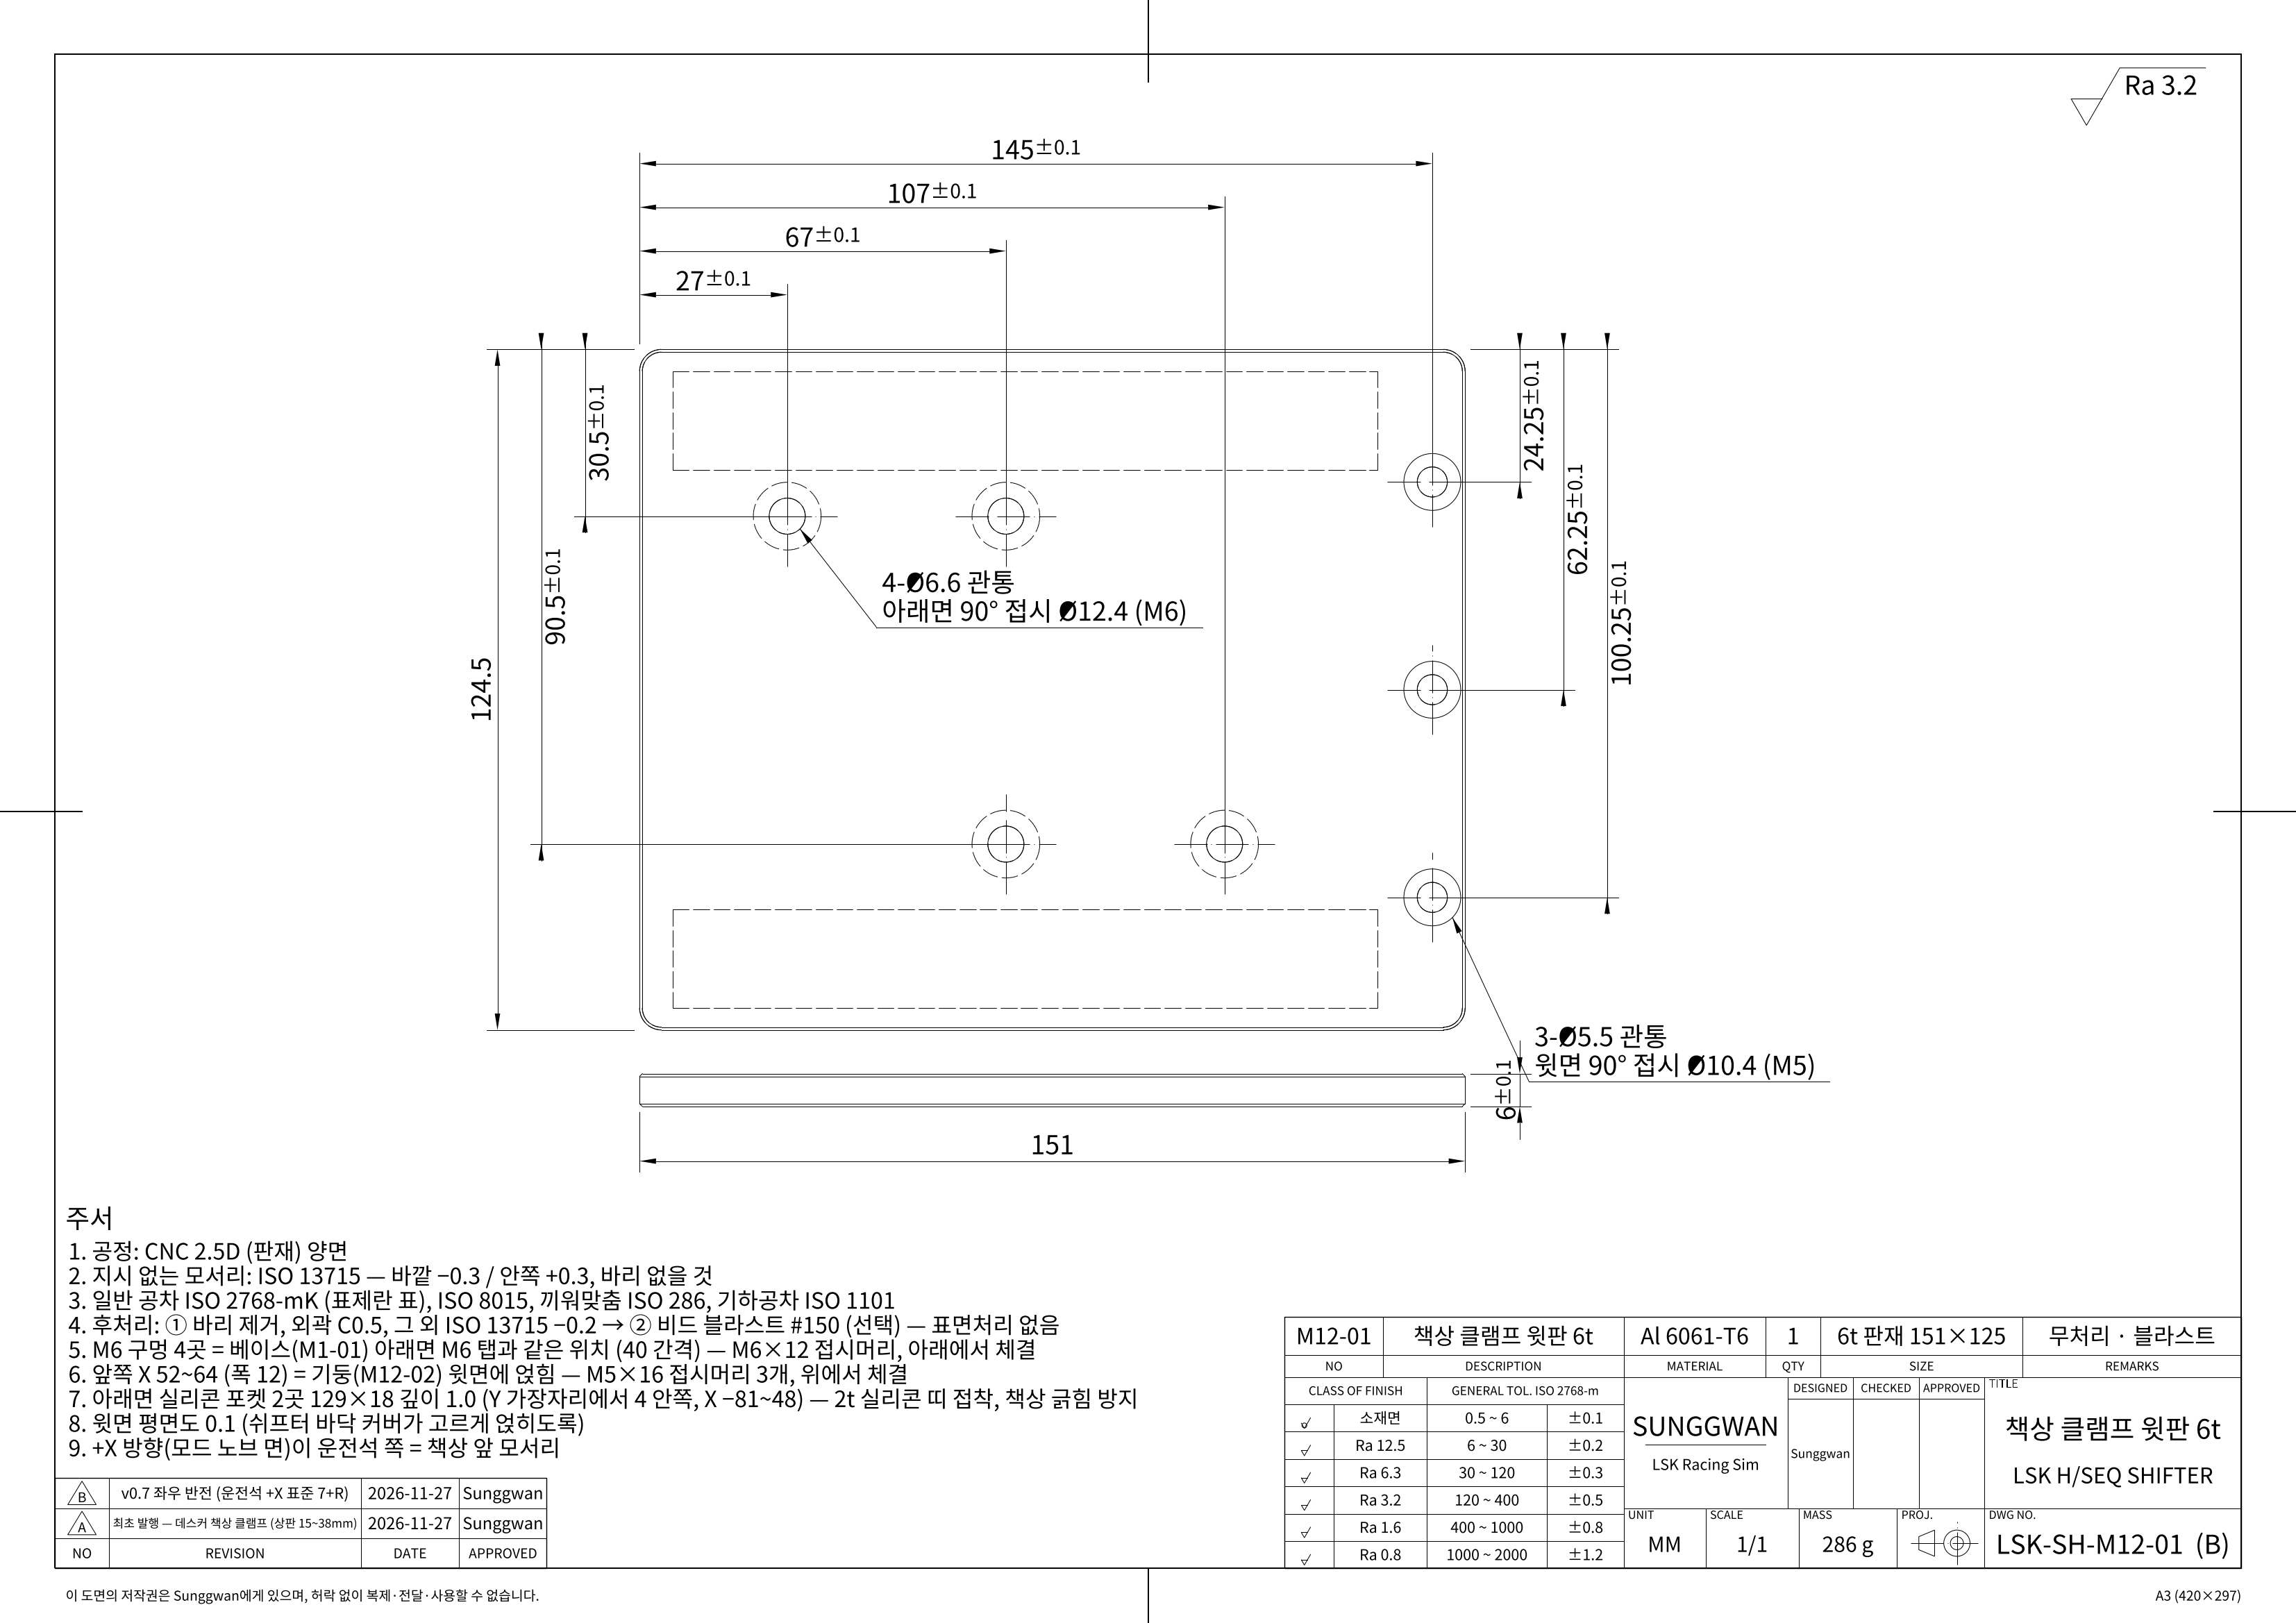 Ra 3.2
145±0.1
107±0.1
67±0.1
27±0.1
30.5±0.1
90.5±0.1
124.5
24.25±0.1
62.25±0.1
100.25±0.1
4-Ø6.6 관통
아래면 90° 접시 Ø12.4 (M6)
3-Ø5.5 관통
윗면 90° 접시 Ø10.4 (M5)
6±0.1
151
주서
1. 공정: CNC 2.5D (판재) 양면
2. 지시 없는 모서리: ISO 13715 — 바깥 −0.3 / 안쪽 +0.3, 바리 없을 것
3. 일반 공차 ISO 2768-mK (표제란 표), ISO 8015, 끼워맞춤 ISO 286, 기하공차 ISO 1101
4. 후처리: ① 바리 제거, 외곽 C0.5, 그 외 ISO 13715 −0.2 → ② 비드 블라스트 #150 (선택) — 표면처리 없음
5. M6 구멍 4곳 = 베이스(M1-01) 아래면 M6 탭과 같은 위치 (40 간격) — M6×12 접시머리, 아래에서 체결
6. 앞쪽 X 52~64 (폭 12) = 기둥(M12-02) 윗면에 얹힘 — M5×16 접시머리 3개, 위에서 체결
7. 아래면 실리콘 포켓 2곳 129×18 깊이 1.0 (Y 가장자리에서 4 안쪽, X −81~48) — 2t 실리콘 띠 접착, 책상 긁힘 방지
8. 윗면 평면도 0.1 (쉬프터 바닥 커버가 고르게 얹히도록)
9. +X 방향(모드 노브 면)이 운전석 쪽 = 책상 앞 모서리
B v0.7 좌우 반전 (운전석 +X 표준 7+R) 2026-11-27 Sunggwan
A 최초 발행 — 데스커 책상 클램프 (상판 15~38mm) 2026-11-27 Sunggwan
NO REVISION DATE APPROVED
M12-01 책상 클램프 윗판 6t Al 6061-T6 1 6t 판재 151×125 무처리 · 블라스트
NO DESCRIPTION MATERIAL QTY SIZE REMARKS
CLASS OF FINISH GENERAL TOL. ISO 2768-m
소재면 0.5 ~ 6 ±0.1
Ra 12.5 6 ~ 30 ±0.2
Ra 6.3 30 ~ 120 ±0.3
Ra 3.2 120 ~ 400 ±0.5
Ra 1.6 400 ~ 1000 ±0.8
Ra 0.8 1000 ~ 2000 ±1.2
SUNGGWAN
LSK Racing Sim
DESIGNED CHECKED APPROVED
Sunggwan
TITLE
책상 클램프 윗판 6t
LSK H/SEQ SHIFTER
UNIT SCALE MASS PROJ. DWG NO.
MM 1/1 286 g LSK-SH-M12-01 (B)
이 도면의 저작권은 Sunggwan에게 있으며, 허락 없이 복제·전달·사용할 수 없습니다.
A3 (420×297)